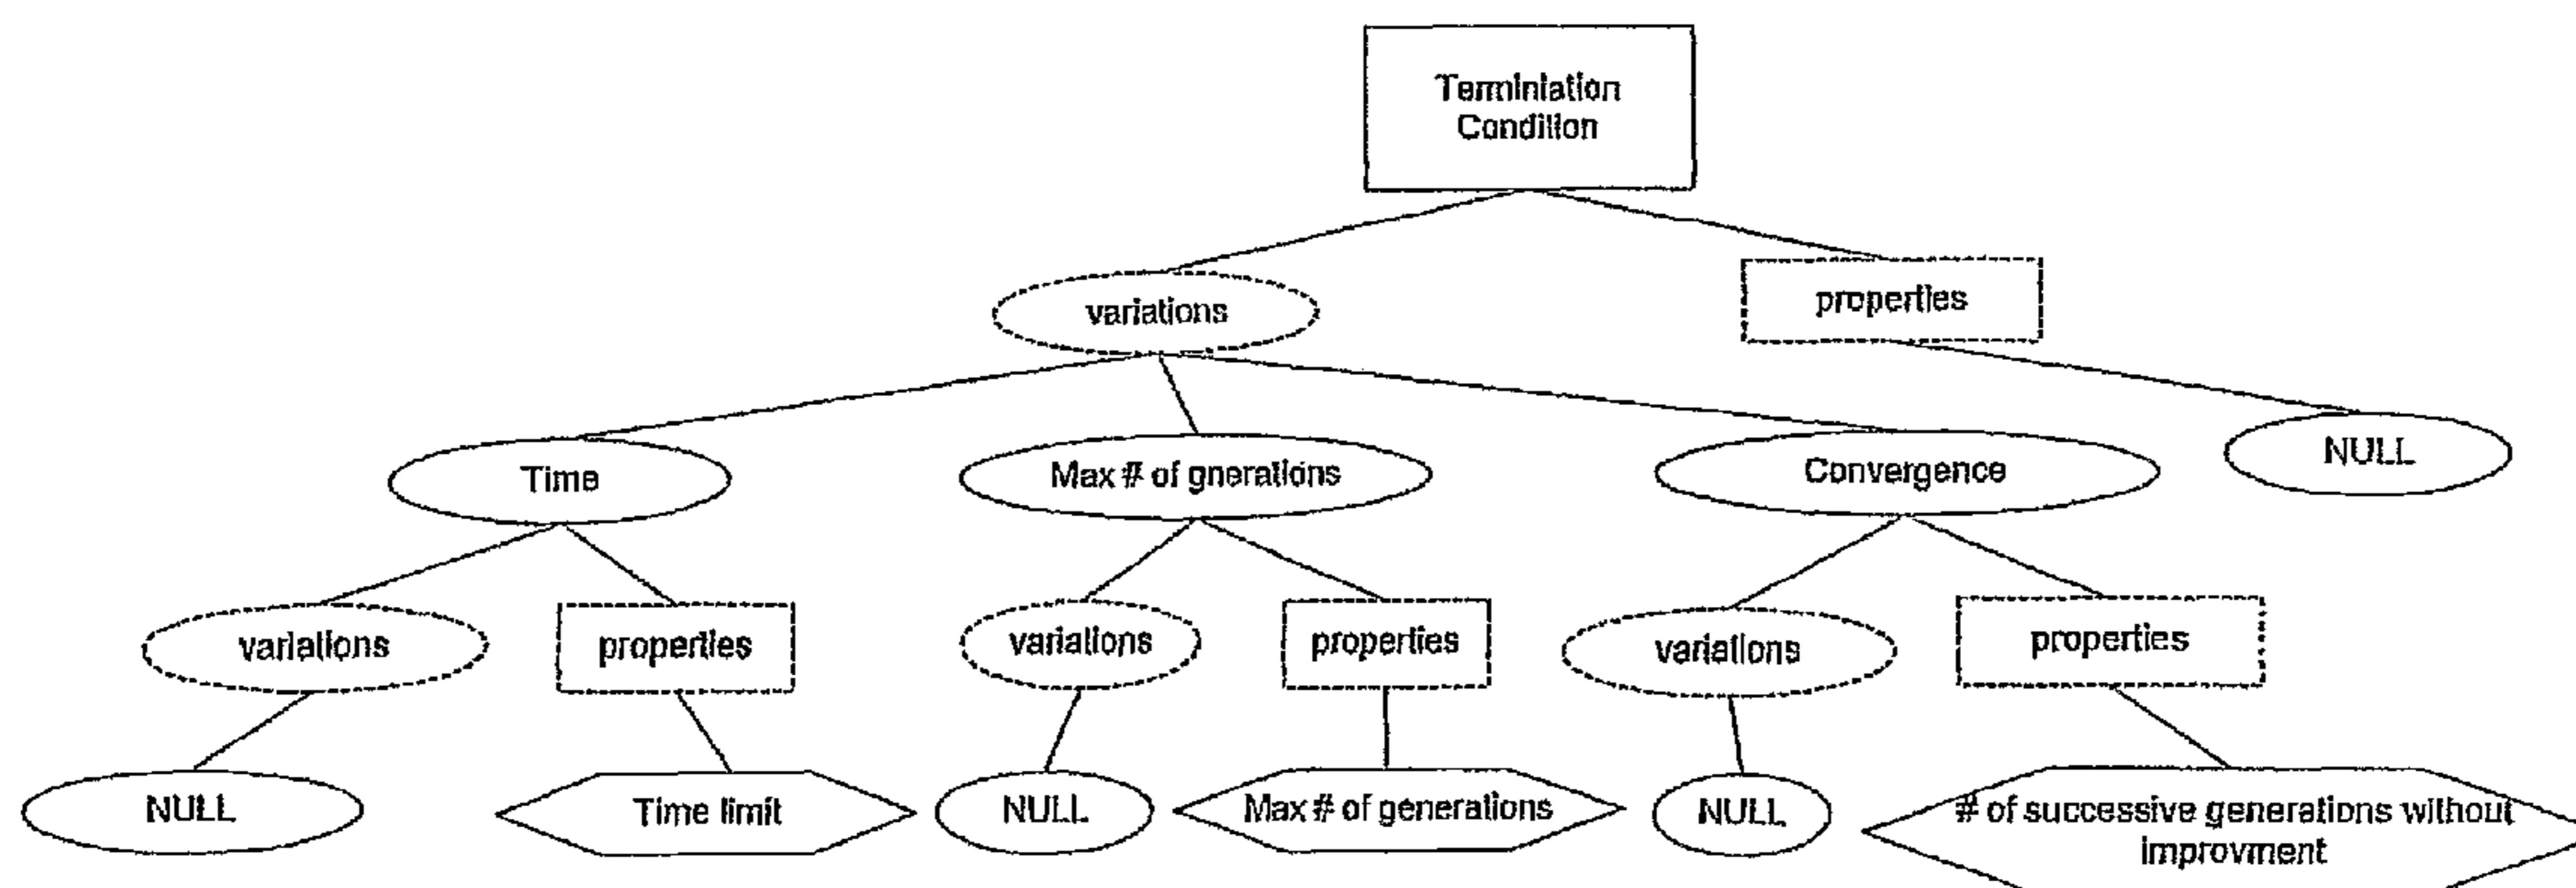 Terminiation
Condition
variations
properties
Time
Max # of gnerations
Convergence
NULL
variations
properties
variations
properties
variations
properties
NULL
Time limit
NULL
Max # of generations
NULL
# of successive generations without
improvment